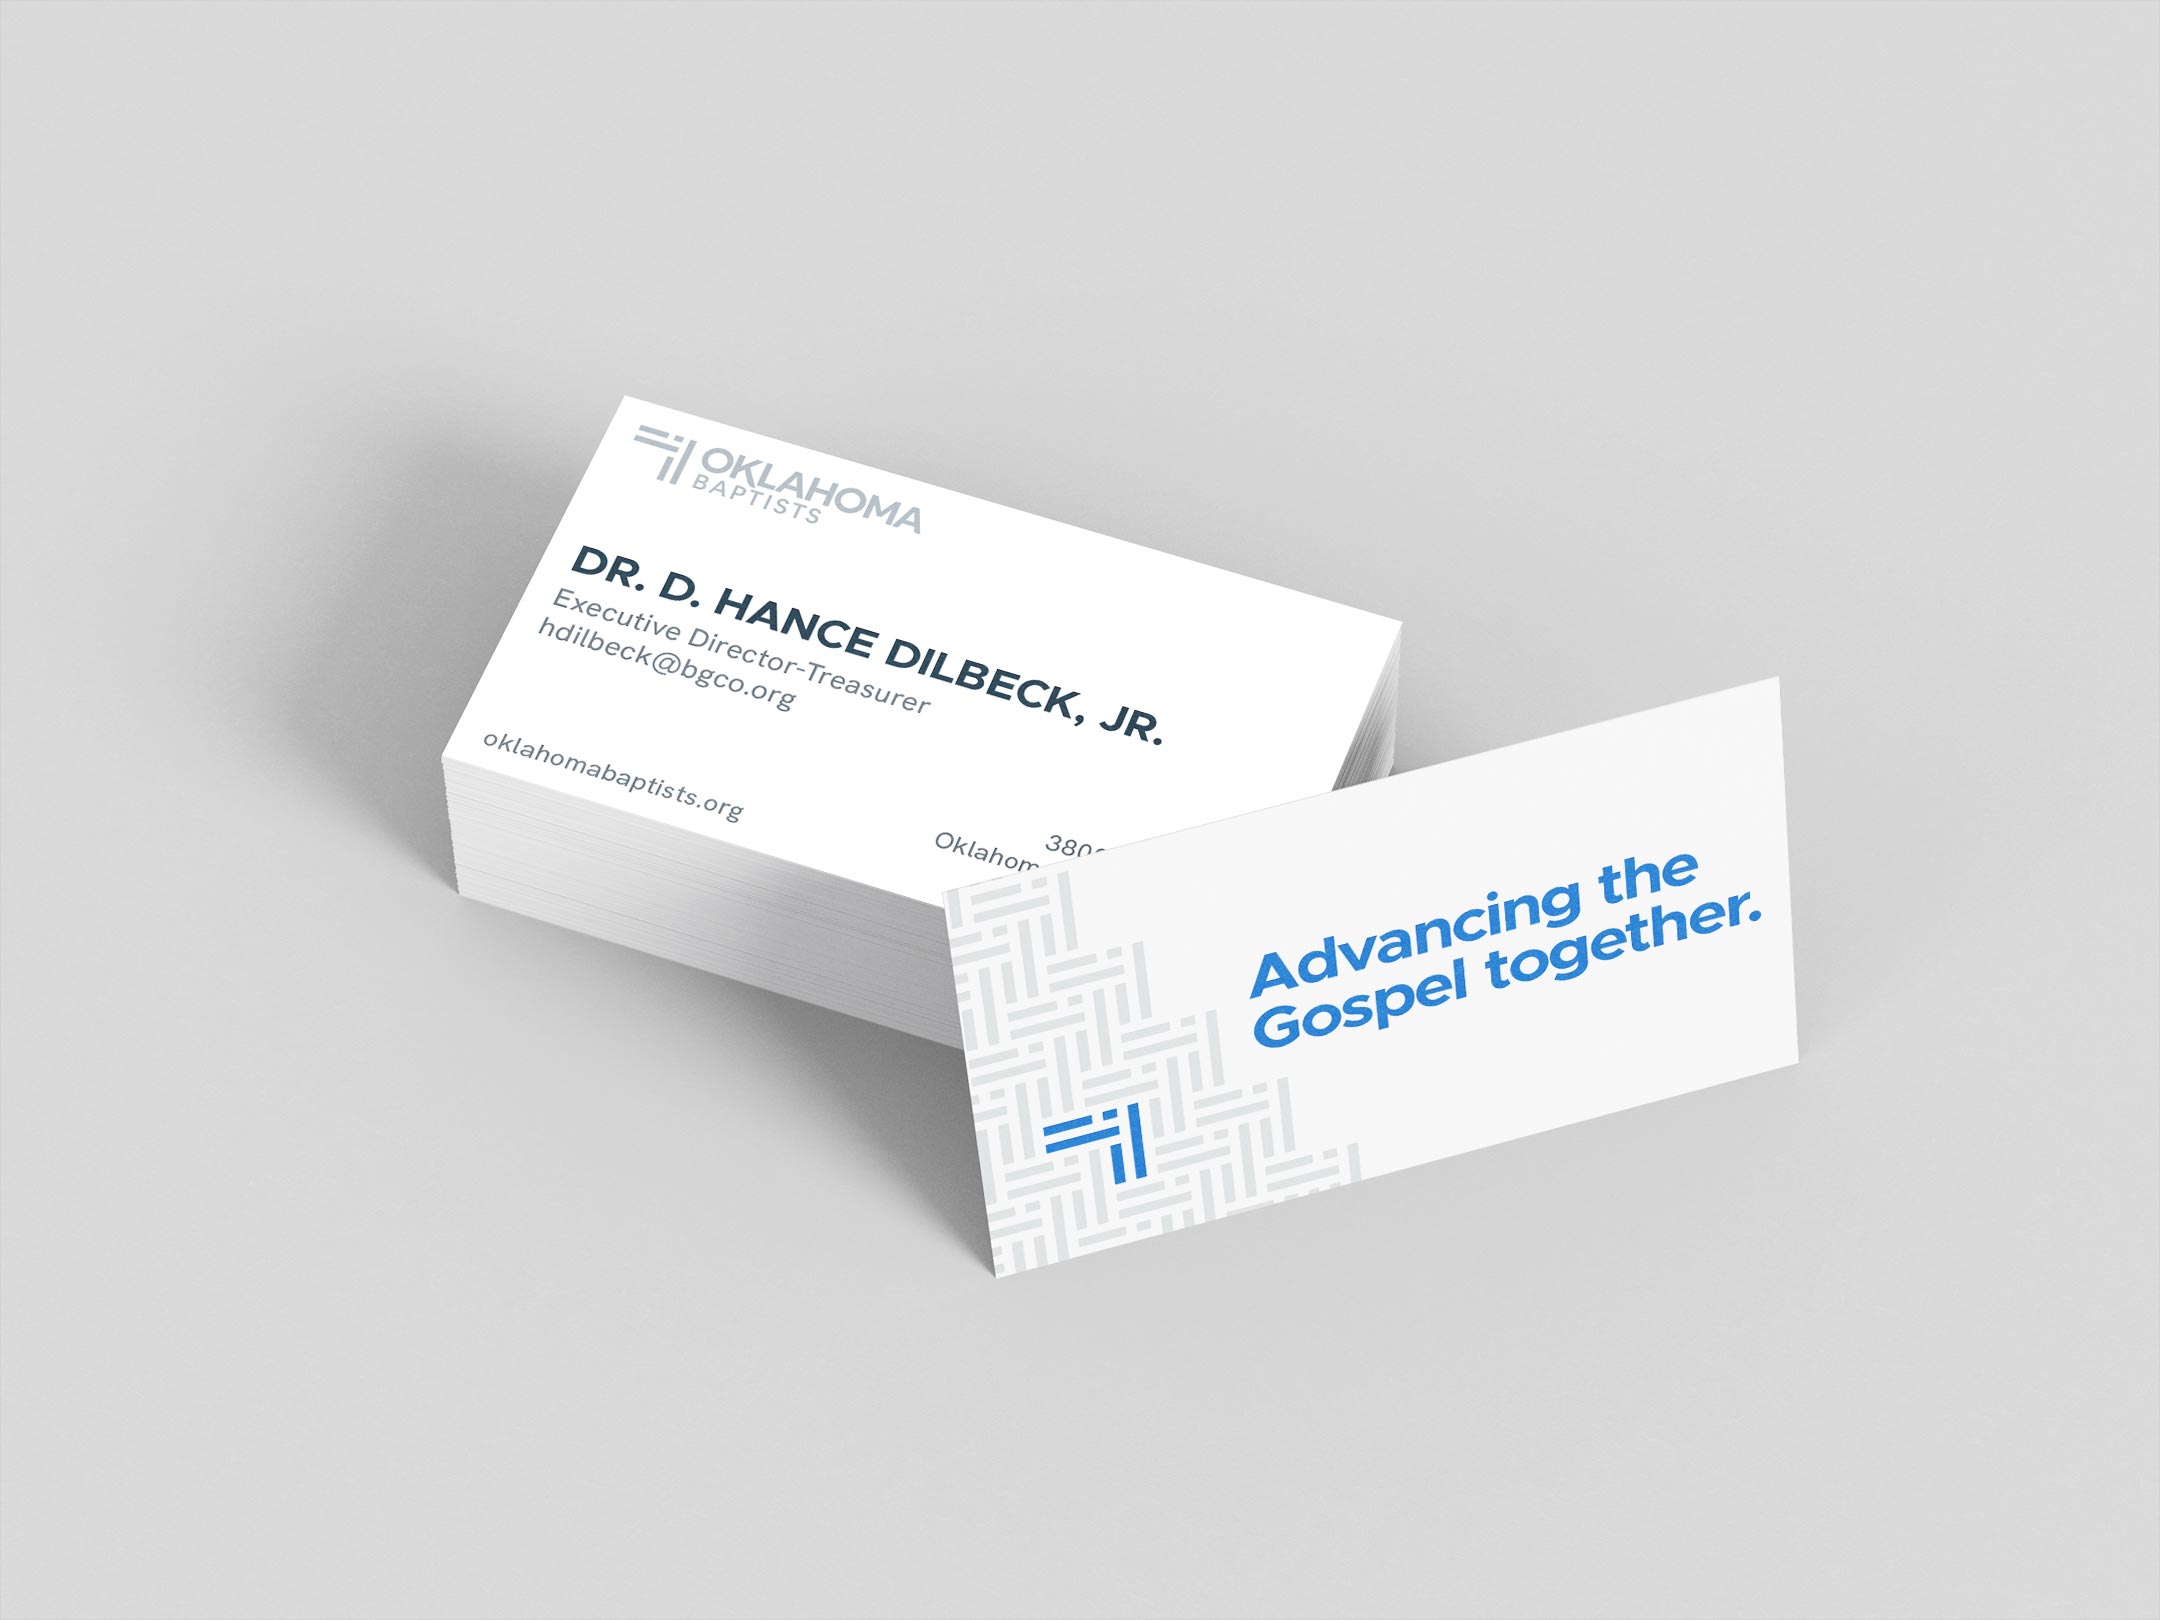 OKLAHOMA
BAPTISTS
DR. D. HANCE DILBECK, JR.
Executive Director-Treasurer
hdilbeck@bgco.org
oklahomabaptists.org
Advancing the
Gospel together.